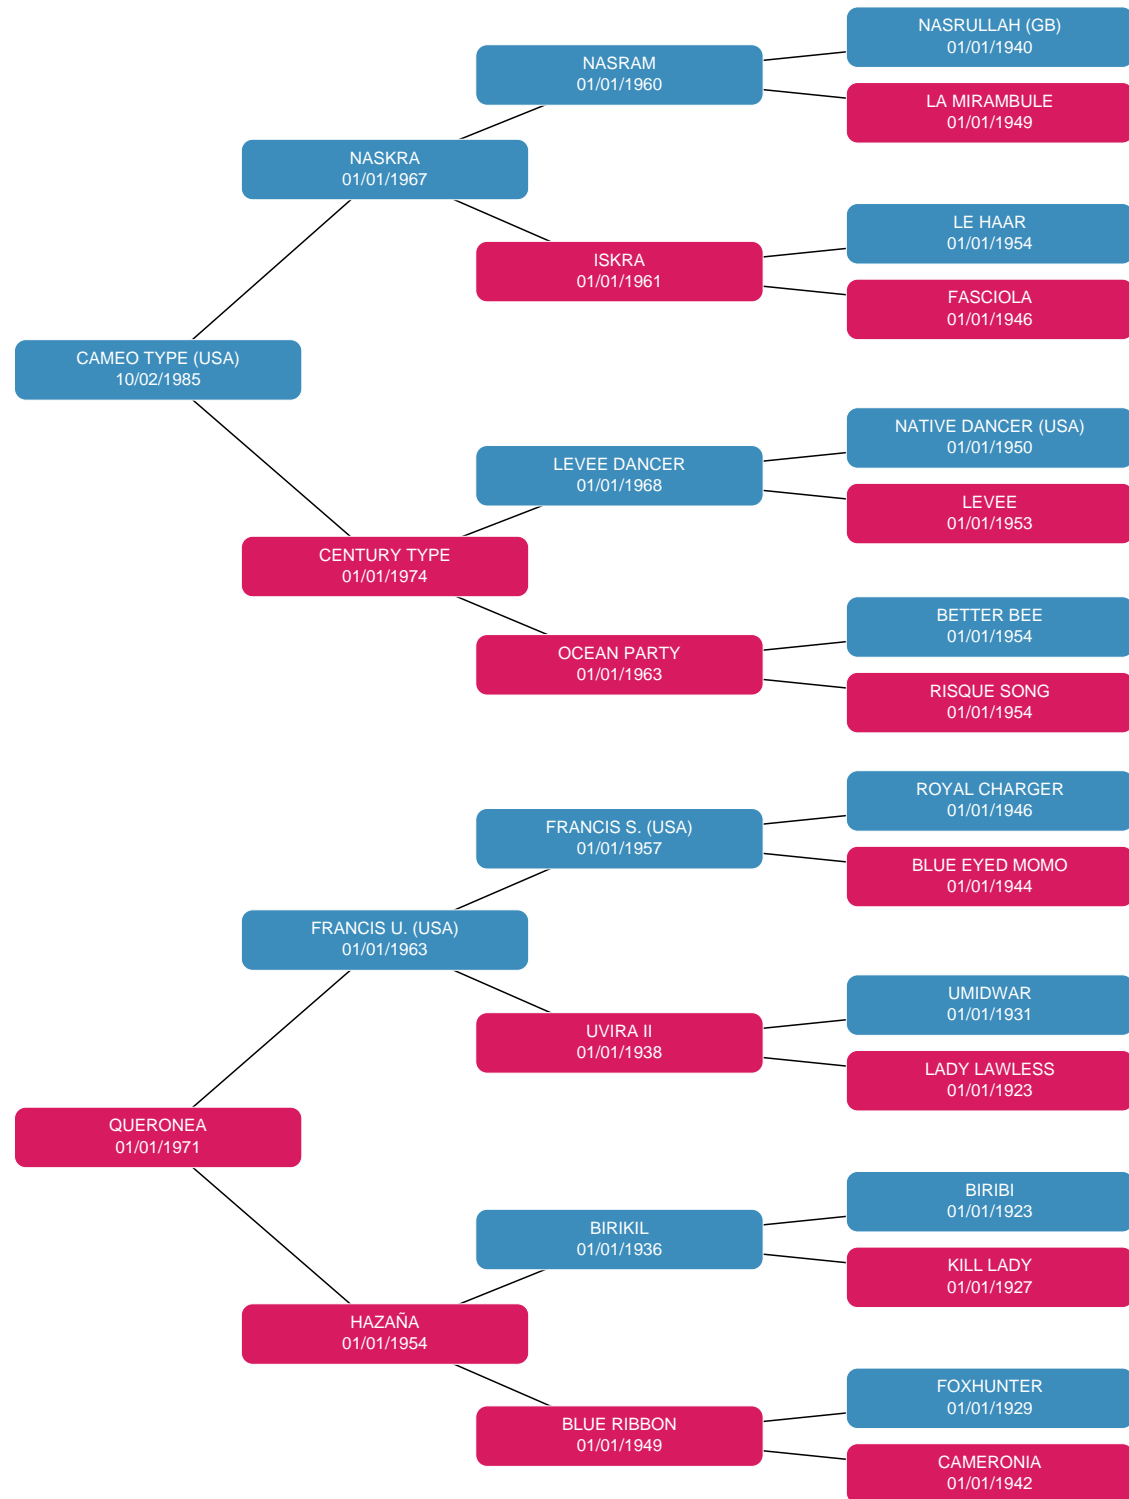 NASRULLAH (GB)
01/01/1940
NASRAM
01/01/1960
LA MIRAMBULE
01/01/1949
NASKRA
01/01/1967
LE HAAR
01/01/1954
ISKRA
01/01/1961
FASCIOLA
01/01/1946
CAMEO TYPE (USA)
10/02/1985
NATIVE DANCER (USA)
01/01/1950
LEVEE DANCER
01/01/1968
LEVEE
01/01/1953
CENTURY TYPE
01/01/1974
BETTER BEE
01/01/1954
OCEAN PARTY
01/01/1963
RISQUE SONG
01/01/1954
ROYAL CHARGER
01/01/1946
FRANCIS S. (USA)
01/01/1957
BLUE EYED MOMO
01/01/1944
FRANCIS U. (USA)
01/01/1963
UMIDWAR
01/01/1931
UVIRA II
01/01/1938
LADY LAWLESS
01/01/1923
QUERONEA
01/01/1971
BIRIBI
01/01/1923
BIRIKIL
01/01/1936
KILL LADY
01/01/1927
HAZAÑA
01/01/1954
FOXHUNTER
01/01/1929
BLUE RIBBON
01/01/1949
CAMERONIA
01/01/1942